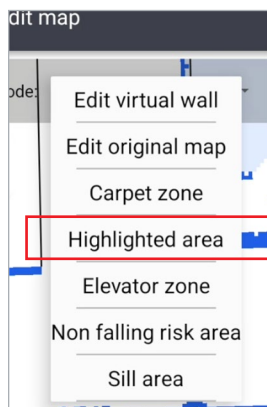 dit map
ode:
Edit virtual wall
Edit original map
Carpet zone
Highlighted area
Elevator zone
Non falling risk area
Sill area